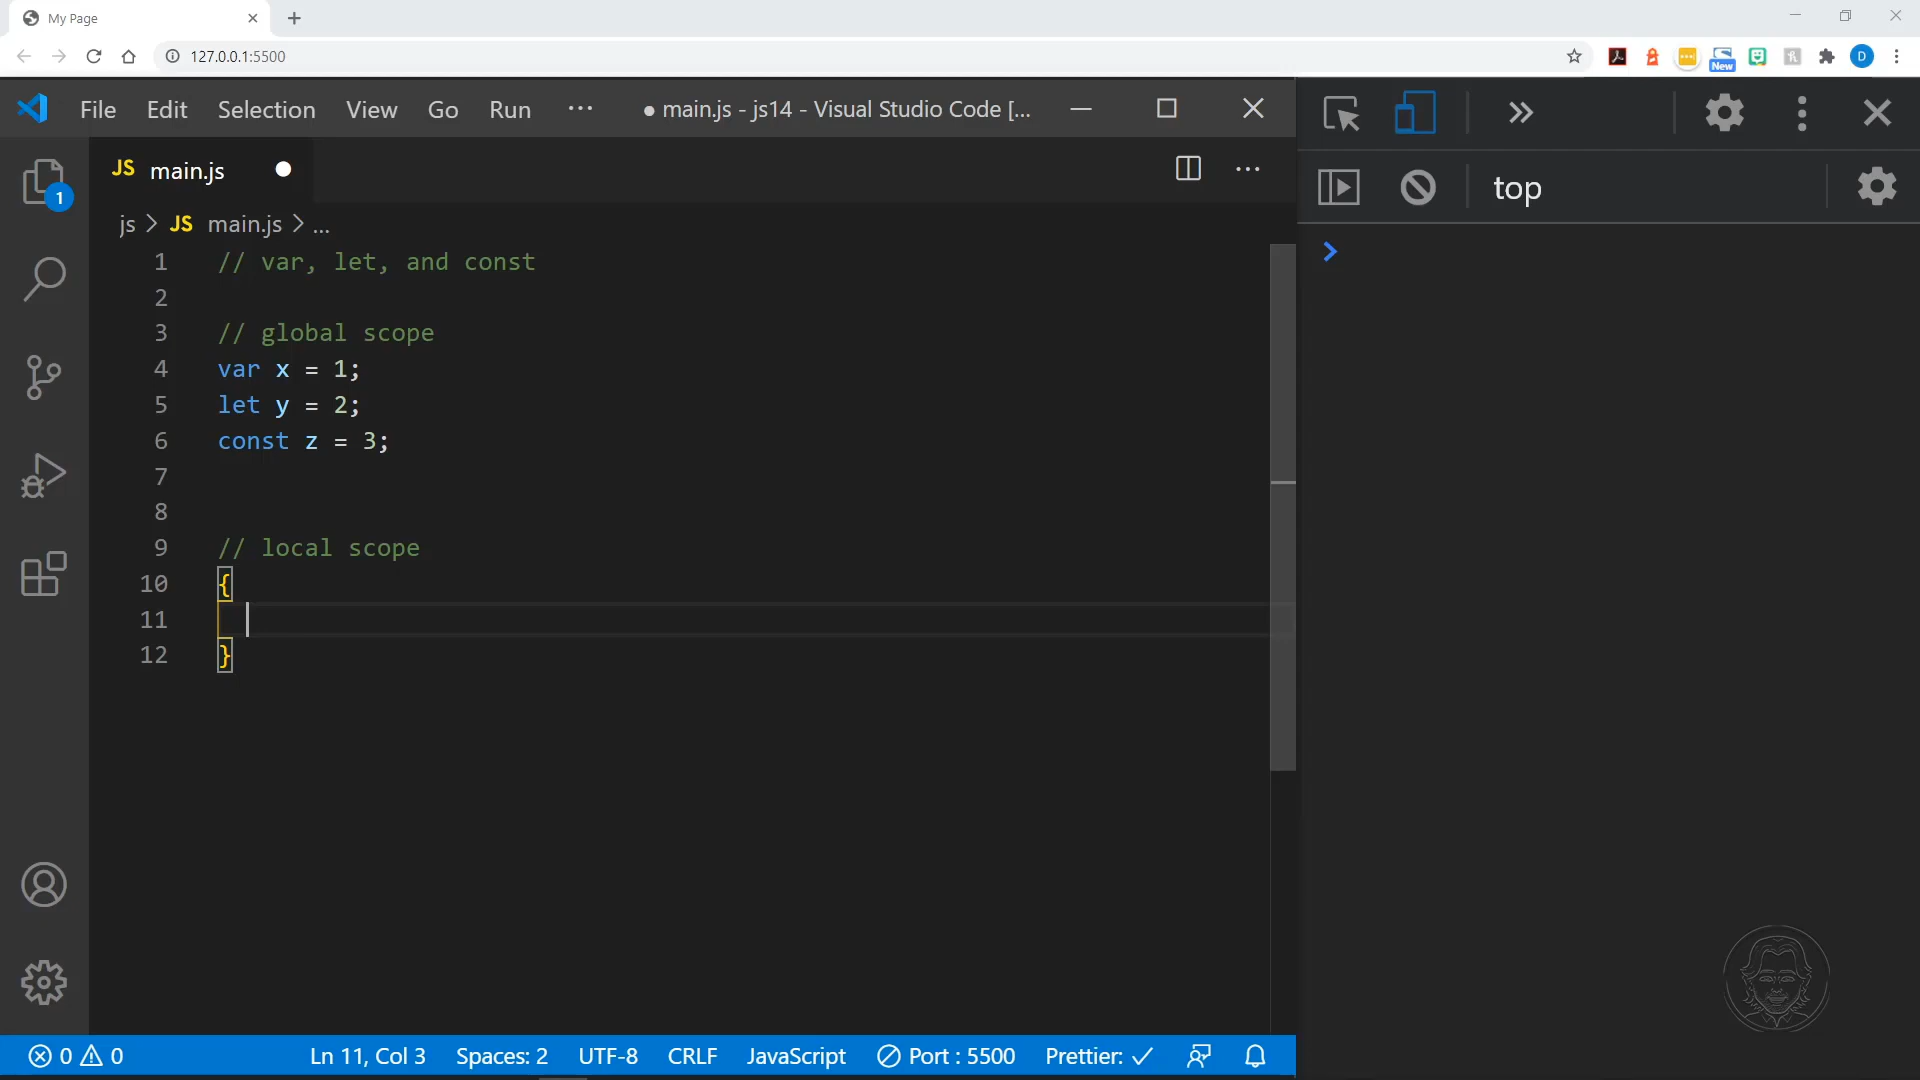 My Page
127.0.0.1:5500
New
D
File Edit Selection View Go Run ··· ● main.js - js14 - Visual Studio Code [...
JS main.js
1
js > JS main.js > ...
1 // var, let, and const
2
3 // global scope
4 var x = 1;
5 let y = 2;
6 const z = 3;
7
8
9 // local scope
10 {
11
12 }
top
0 0 Ln 11, Col 3 Spaces: 2 UTF-8 CRLF JavaScript Port : 5500 Prettier: ✓